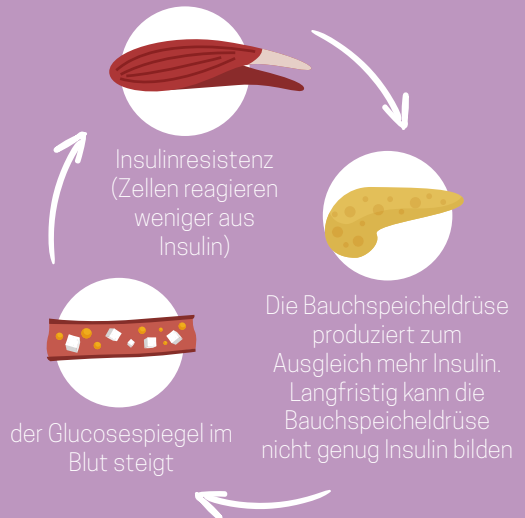 Insulinresistenz
(Zellen reagieren
weniger aus
Insulin)
Die Bauchspeicheldrüse
produziert zum
Ausgleich mehr Insulin.
Langfristig kann die
Bauchspeicheldrüse
nicht genug Insulin bilden
der Glucosespiegel im
Blut steigt